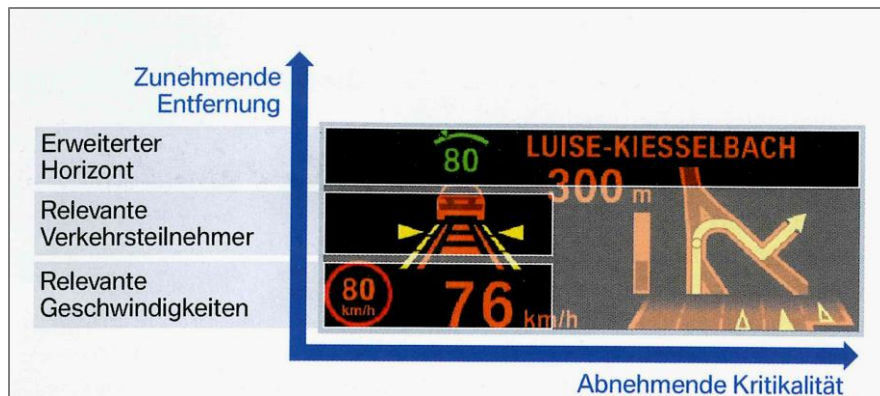 Zunehmende
Entfernung
Erweiterter
Horizont
80
LUISE-KIESSELBACH
300 m
Relevante
Verkehrsteilnehmer
Relevante
Geschwindigkeiten
80
km/h
76 km/h
Abnehmende Kritikalität